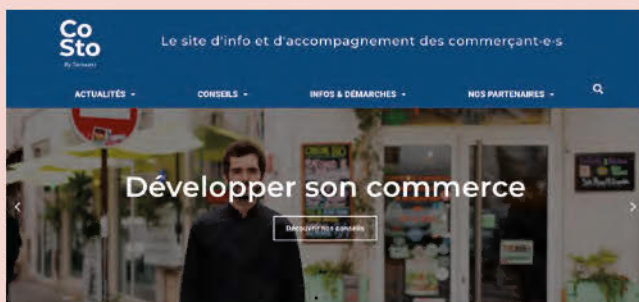 Co
Sto
Le site d'info et d'accompagnement des commerçant·e·s
ACTUALITÉS
CONSEILS
INFOS & DÉMARCHES
NOS PARTENAIRES
Développer son commerce
Découvrir nos conseils